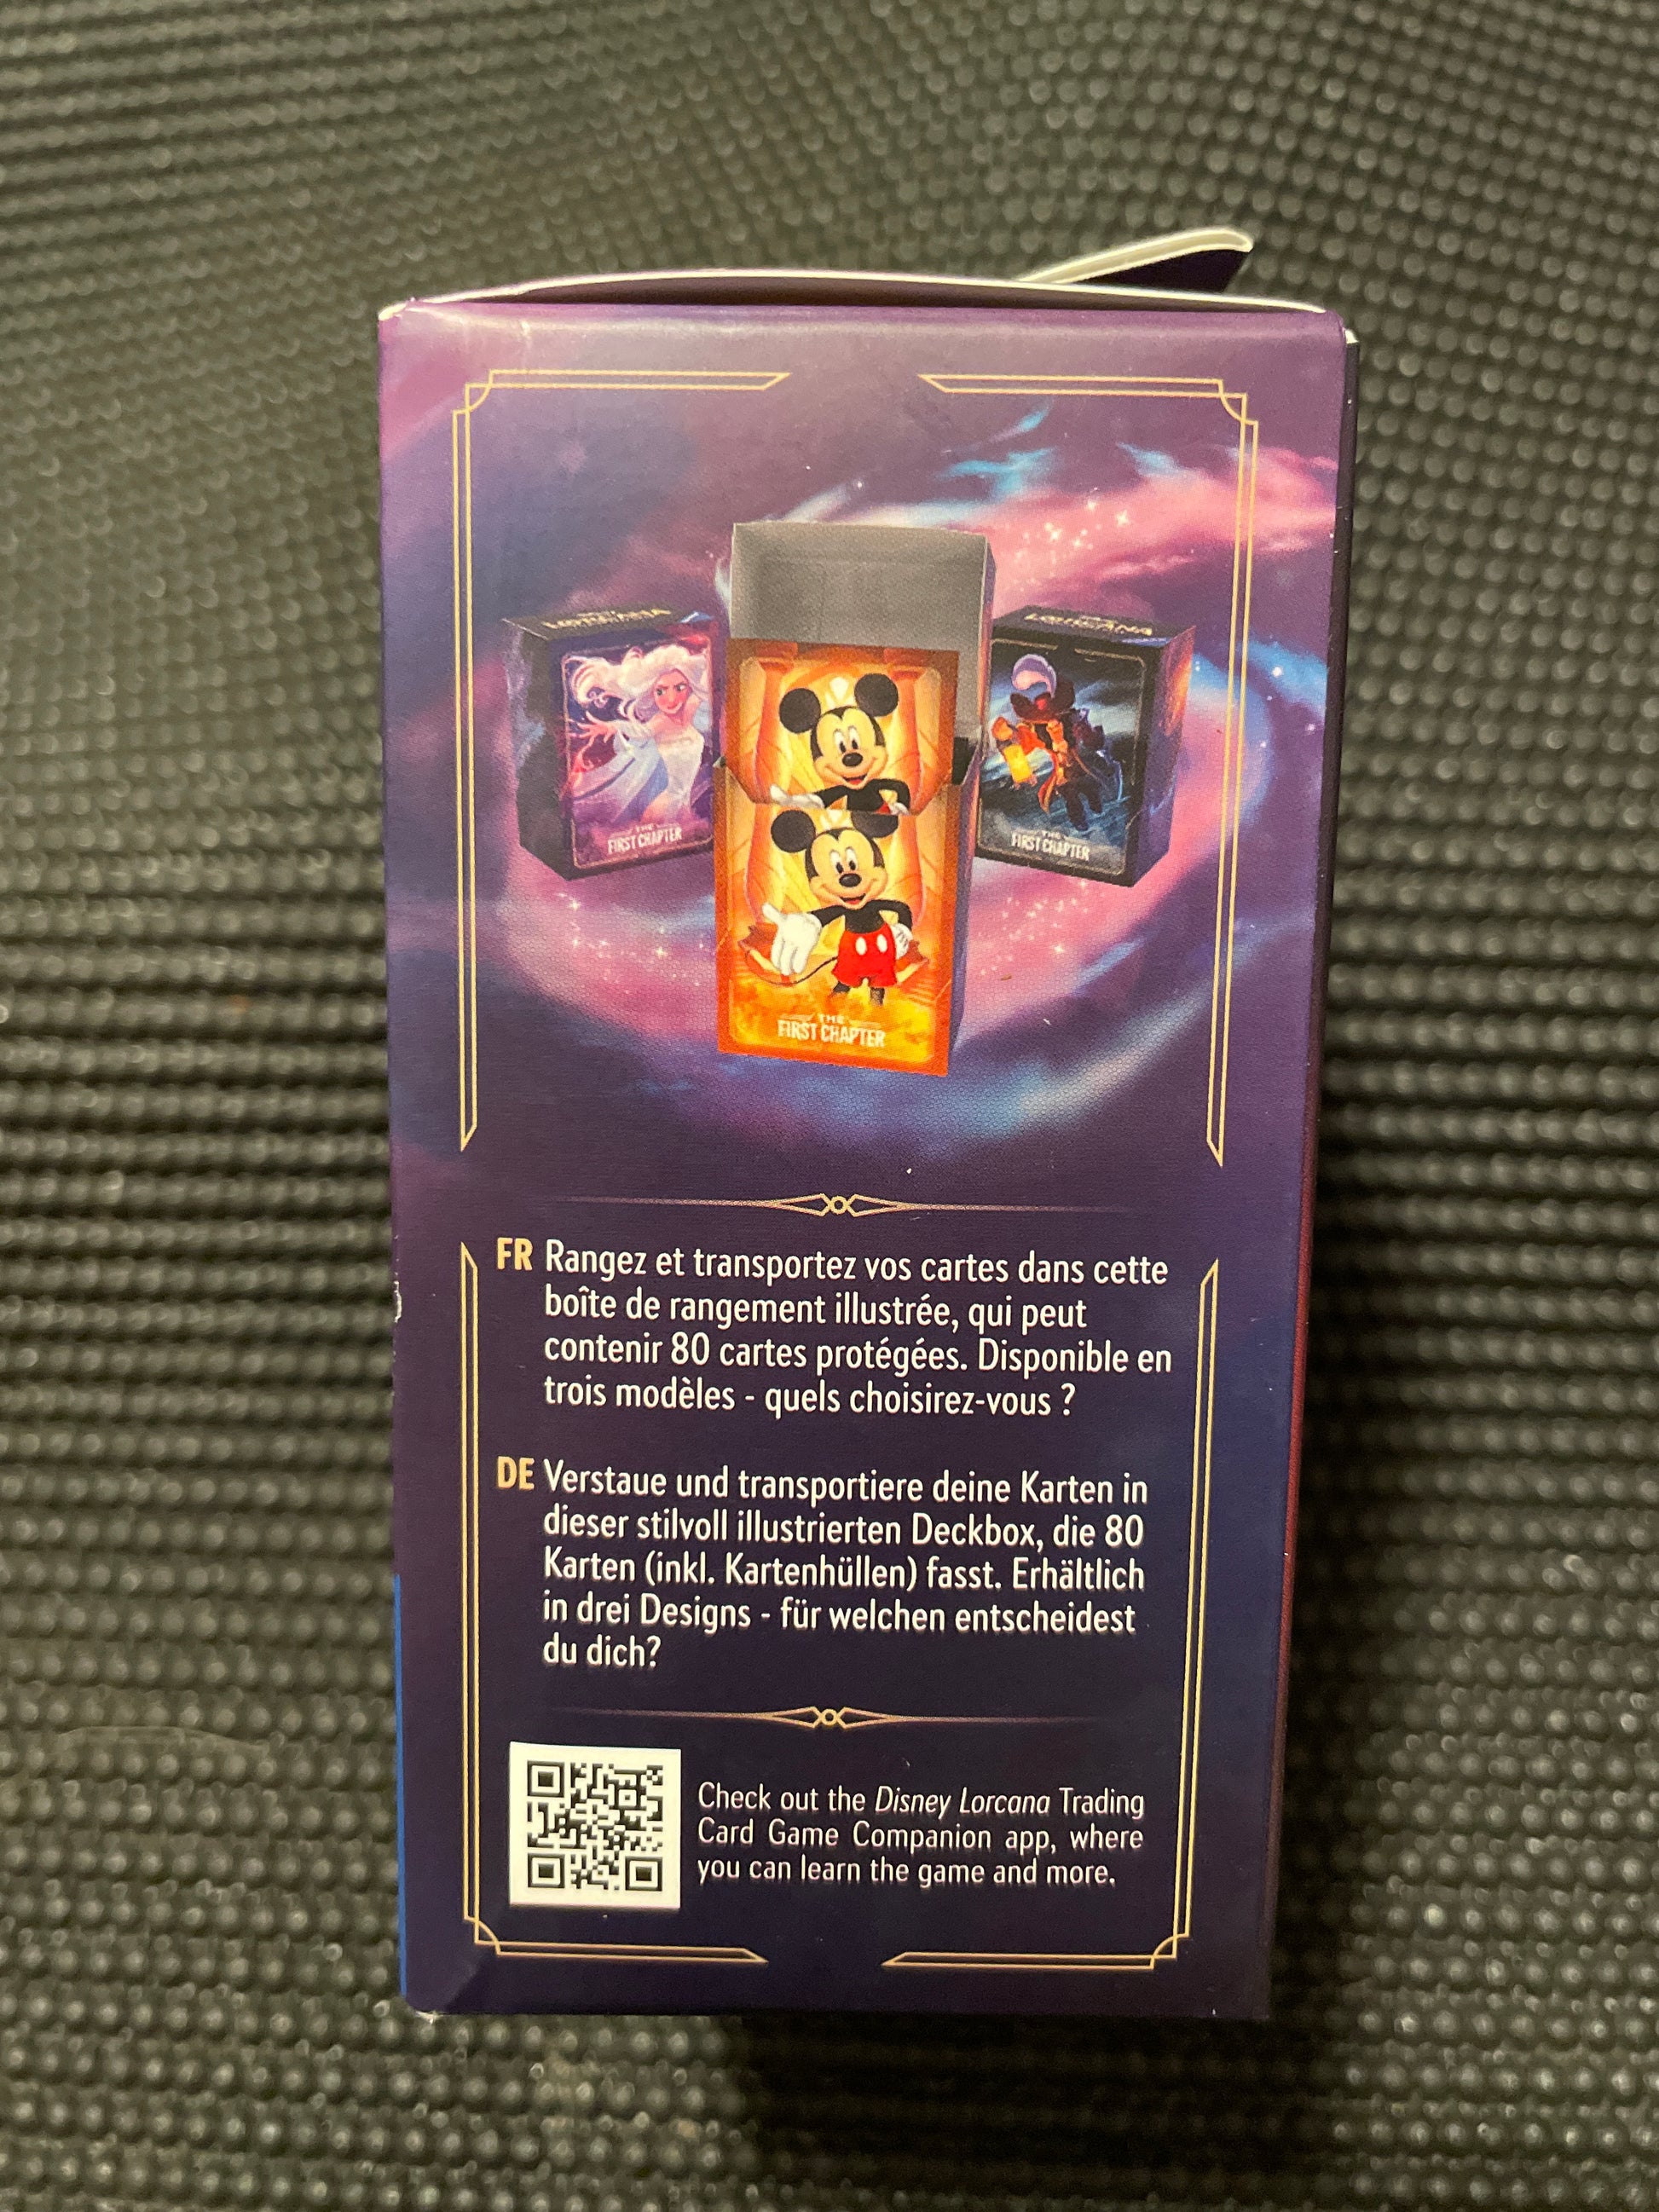 LORCANA
LORCANA
THE
FIRST CHAPTER
THE
FIRST CHAPTER
THE
FIRST CHAPTER
FR Rangez et transportez vos cartes dans cette
boîte de rangement illustrée, qui peut
contenir 80 cartes protégées. Disponible en
trois modèles - quels choisirez-vous ?
DE Verstaue und transportiere deine Karten in
dieser stilvoll illustrierten Deckbox, die 80
Karten (inkl. Kartenhüllen) fasst. Erhältlich
in drei Designs - für welchen entscheidest
du dich?
Check out the Disney Lorcana Trading
Card Game Companion app, where
you can learn the game and more.